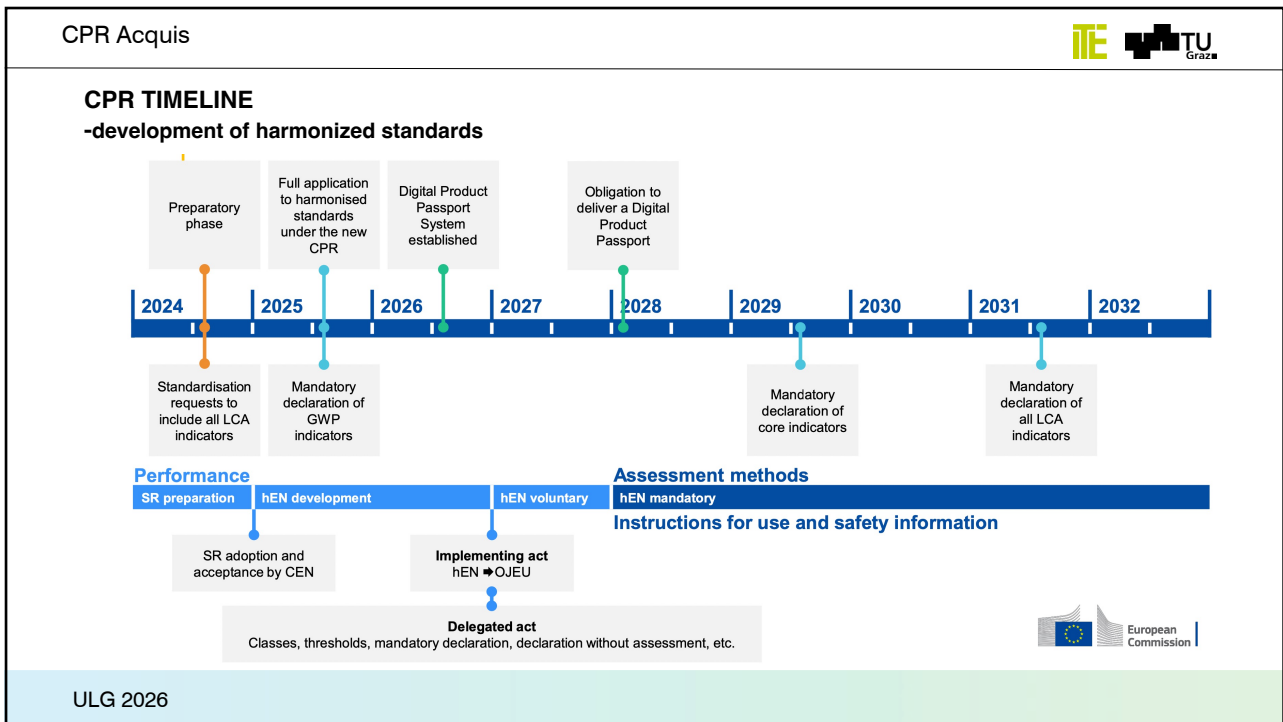 CPR Acquis
ITE
TU
Graz
CPR TIMELINE
-development of harmonized standards
Preparatory
phase
Full application
to harmonised
standards
under the new
CPR
Digital Product
Passport
System
established
Obligation to
deliver a Digital
Product
Passport
2024
2025
2026
2027
2028
2029
2030
2031
2032
Standardisation
requests to
include all LCA
indicators
Mandatory
declaration of
GWP
indicators
Mandatory
declaration of
core indicators
Mandatory
declaration of
all LCA
indicators
Performance
Assessment methods
SR preparation
hEN development
hEN voluntary
hEN mandatory
Instructions for use and safety information
SR adoption and
acceptance by CEN
Implementing act
hEN ➡OJEU
Delegated act
Classes, thresholds, mandatory declaration, declaration without assessment, etc.
European
Commission
ULG 2026